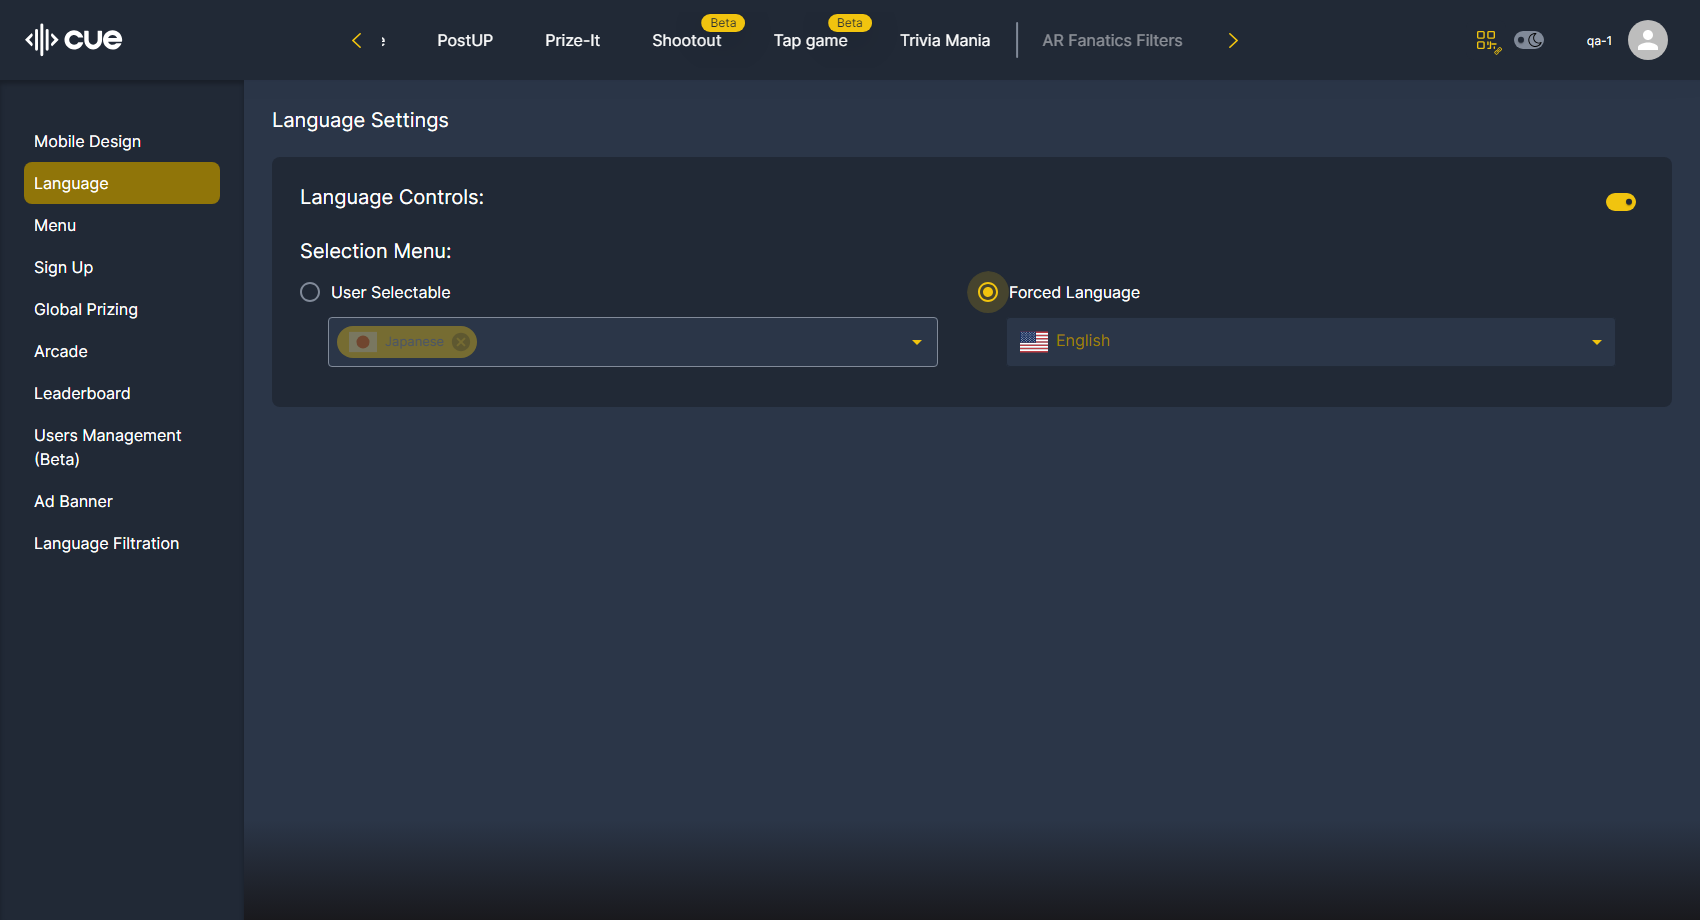 cue
PostUP
Prize-It
Shootout
Beta
Tap game
Beta
Trivia Mania
AR Fanatics Filters
qa-1
Mobile Design
Language
Menu
Sign Up
Global Prizing
Arcade
Leaderboard
Users Management
(Beta)
Ad Banner
Language Filtration
Language Settings
Language Controls:
Selection Menu:
User Selectable
Japanese
Forced Language
English